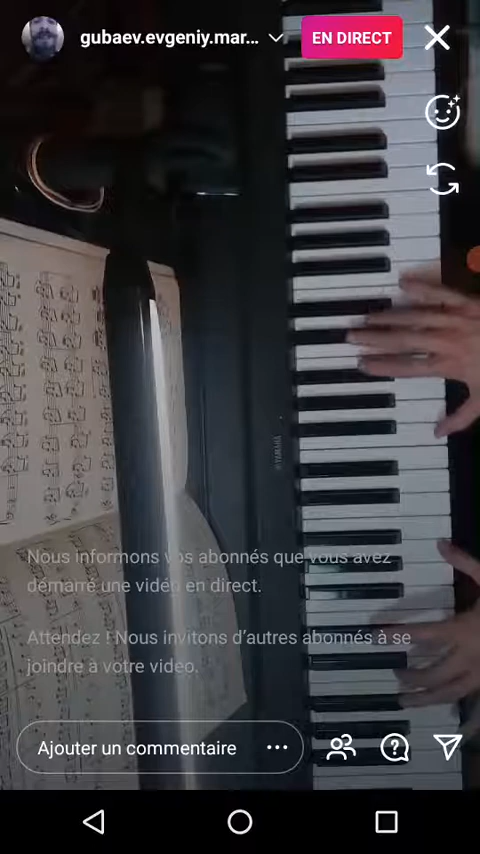 gubaev.evgeniy.mar...
EN DIRECT
YAMAHA
Nous informons vos abonnés que vous avez
démarré une vidéo en direct.
Attendez ! Nous invitons d'autres abonnés à se
joindre à votre video.
Ajouter un commentaire